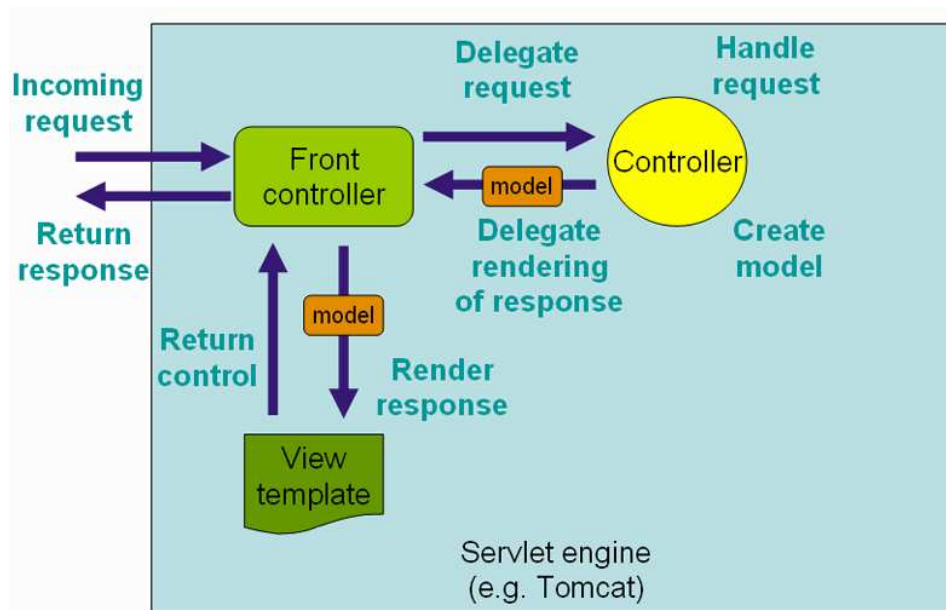 Incoming
request
Return
response
Front
controller
Delegate
request
model
Delegate
rendering
of response
Handle
request
Controller
Create
model
model
Return
control
Render
response
View
template
Servlet engine
(e.g. Tomcat)